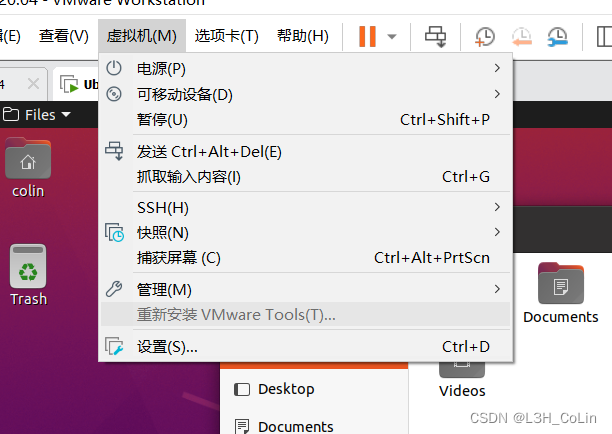 20.04 - VMware Workstation
(E) 查看(V) 虚拟机(M) 选项卡(T) 帮助(H)
4 Ub
Files
colin
Trash
电源(P)
可移动设备(D)
暂停(U) Ctrl+Shift+P
发送 Ctrl+Alt+Del(E)
抓取输入内容(I) Ctrl+G
SSH(H)
快照(N)
捕获屏幕 (C) Ctrl+Alt+PrtScn
管理(M)
重新安装 VMware Tools(T)...
设置(S)... Ctrl+D
Documents
Desktop
Videos
Documents
CSDN @L3H_CoLin